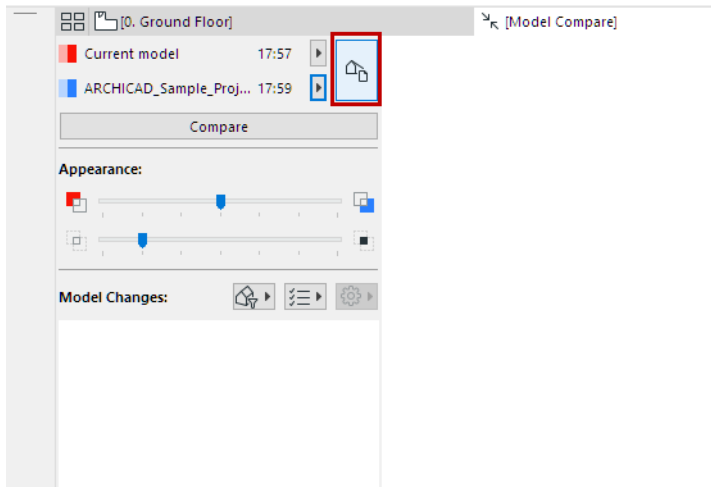 [0. Ground Floor] [Model Compare]
Current model 17:57
ARCHICAD_Sample_Proj... 17:59
Compare
Appearance:
Model Changes: